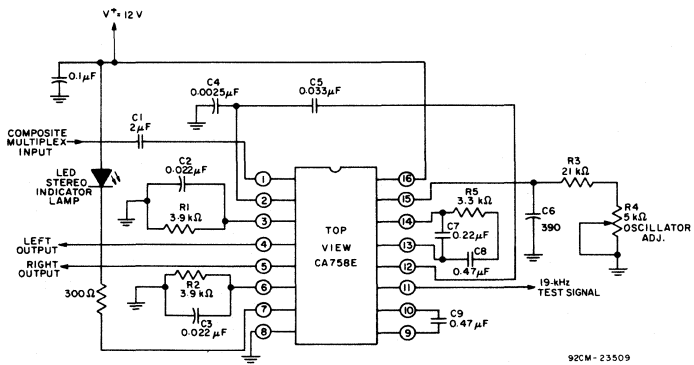 V+ = 12 V
0.1μF
C4
0.0025μF
C5
0.033μF
C1
2μF
COMPOSITE
MULTIPLEX
INPUT
LED
STEREO
INDICATOR
LAMP
C2
0.022μF
R1
3.9 kΩ
LEFT
OUTPUT
RIGHT
OUTPUT
300Ω
R2
3.9 kΩ
C3
0.022μF
1
2
3
4
5
6
7
8
TOP
VIEW
CA758E
16
15
14
13
12
11
10
9
R5
3.3 kΩ
C7
0.22μF
C8
0.47μF
C6
390
R3
21 kΩ
R4
5 kΩ
OSCILLATOR
ADJ.
19-kHz
TEST SIGNAL
C9
0.47μF
92CM-23509